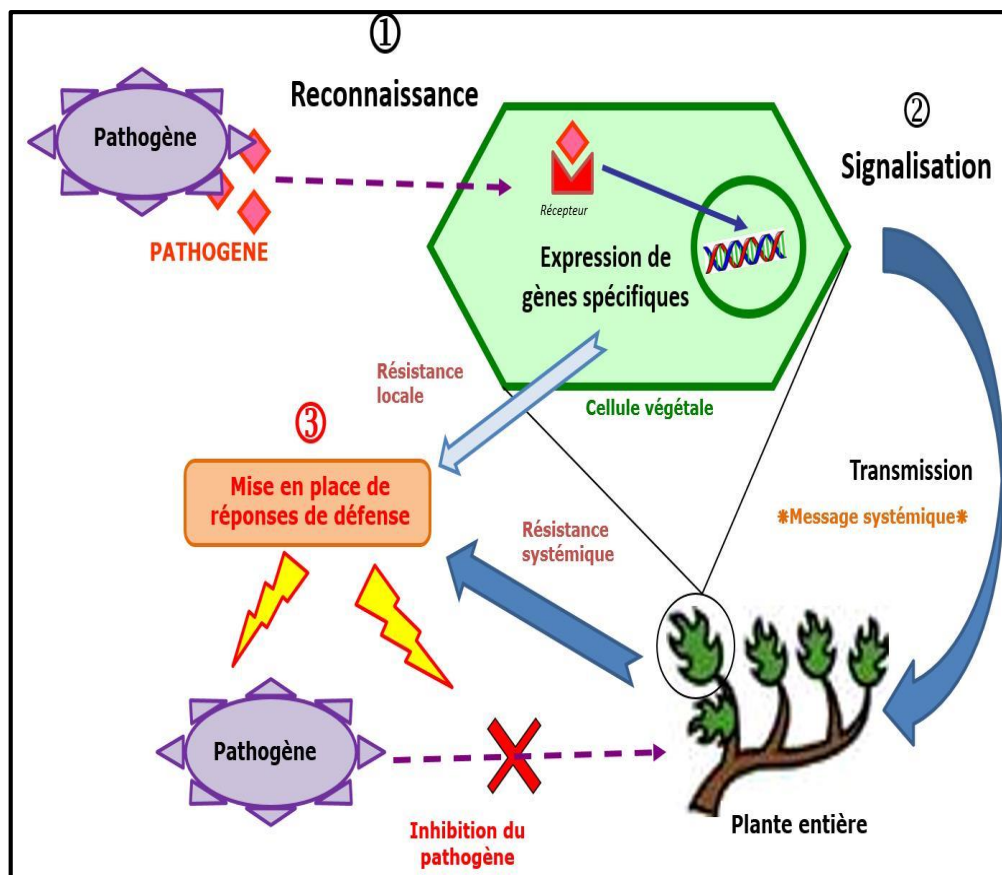 ①
Reconnaissance
Pathogène
PATHOGENE
②
Signalisation
Récepteur
Expression de
gènes spécifiques
Cellule végétale
Résistance
locale
③
Mise en place de
réponses de défense
Transmission
*Message systémique*
Résistance
systémique
Pathogène
Inhibition du
pathogène
Plante entière